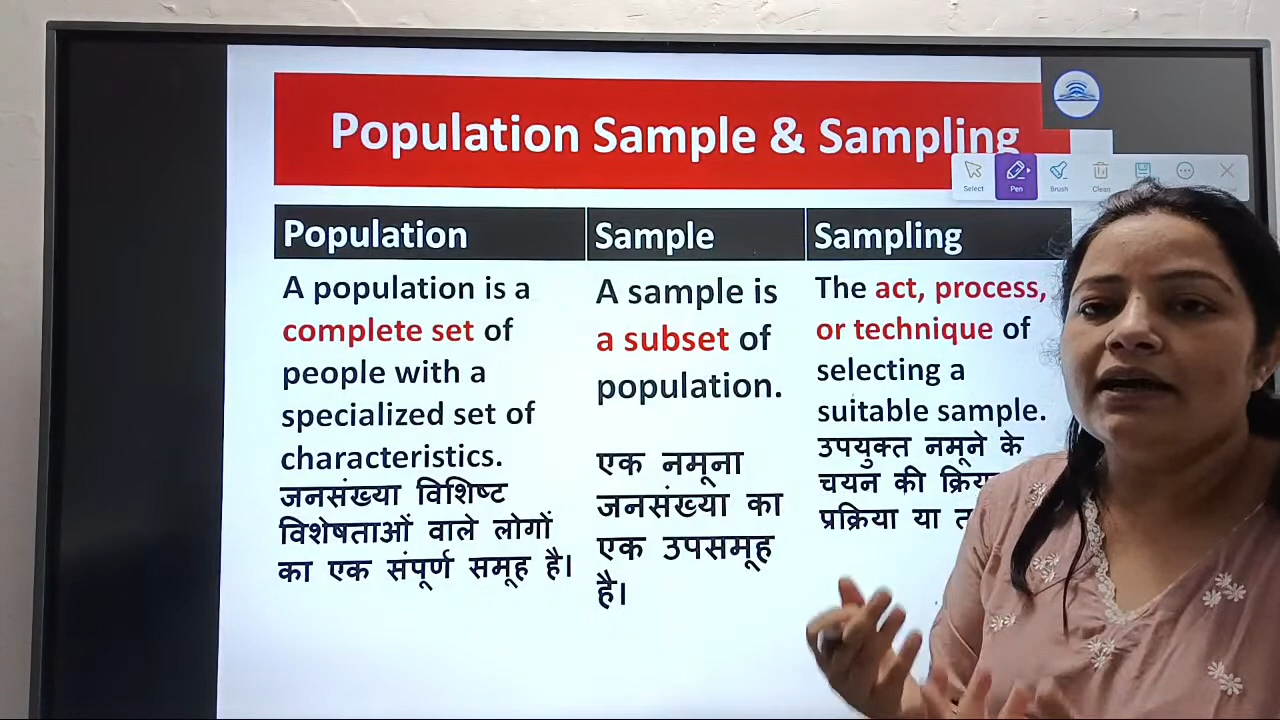 Population Sample & Sampling
Select
Pen
Brush
Clean
Population
A population is a
complete set of
people with a
specialized set of
characteristics.
जनसंख्या विशिष्ट
विशेषताओं वाले लोगों
का एक संपूर्ण समूह है।
Sample
A sample is
a subset of
population.
एक नमूना
जनसंख्या का
एक उपसमूह
है।
Sampling
The act, process,
or technique of
selecting a
suitable sample.
उपयुक्त नमूने के
चयन की
प्रक्रिया या